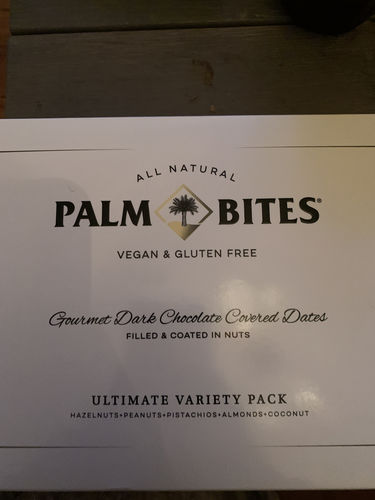 ALL NATURAL
PALM BITES®
VEGAN & GLUTEN FREE
Gourmet Dark Chocolate Covered Dates
FILLED & COATED IN NUTS
ULTIMATE VARIETY PACK
HAZELNUTS+PEANUTS+PISTACHIOS+ALMONDS+COCONUT